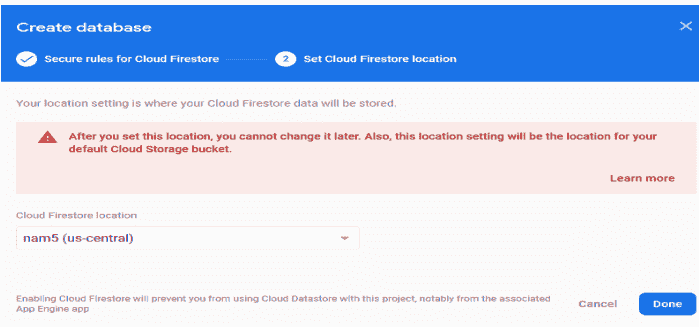 Create database
Secure rules for Cloud Firestore
2 Set Cloud Firestore location
Your location setting is where your Cloud Firestore data will be stored.
After you set this location, you cannot change it later. Also, this location setting will be the location for your
default Cloud Storage bucket.
Learn more
Cloud Firestore location
nam5 (us-central)
Enabling Cloud Firestore will prevent you from using Cloud Datastore with this project, notably from the associated
App Engine app
Cancel
Done